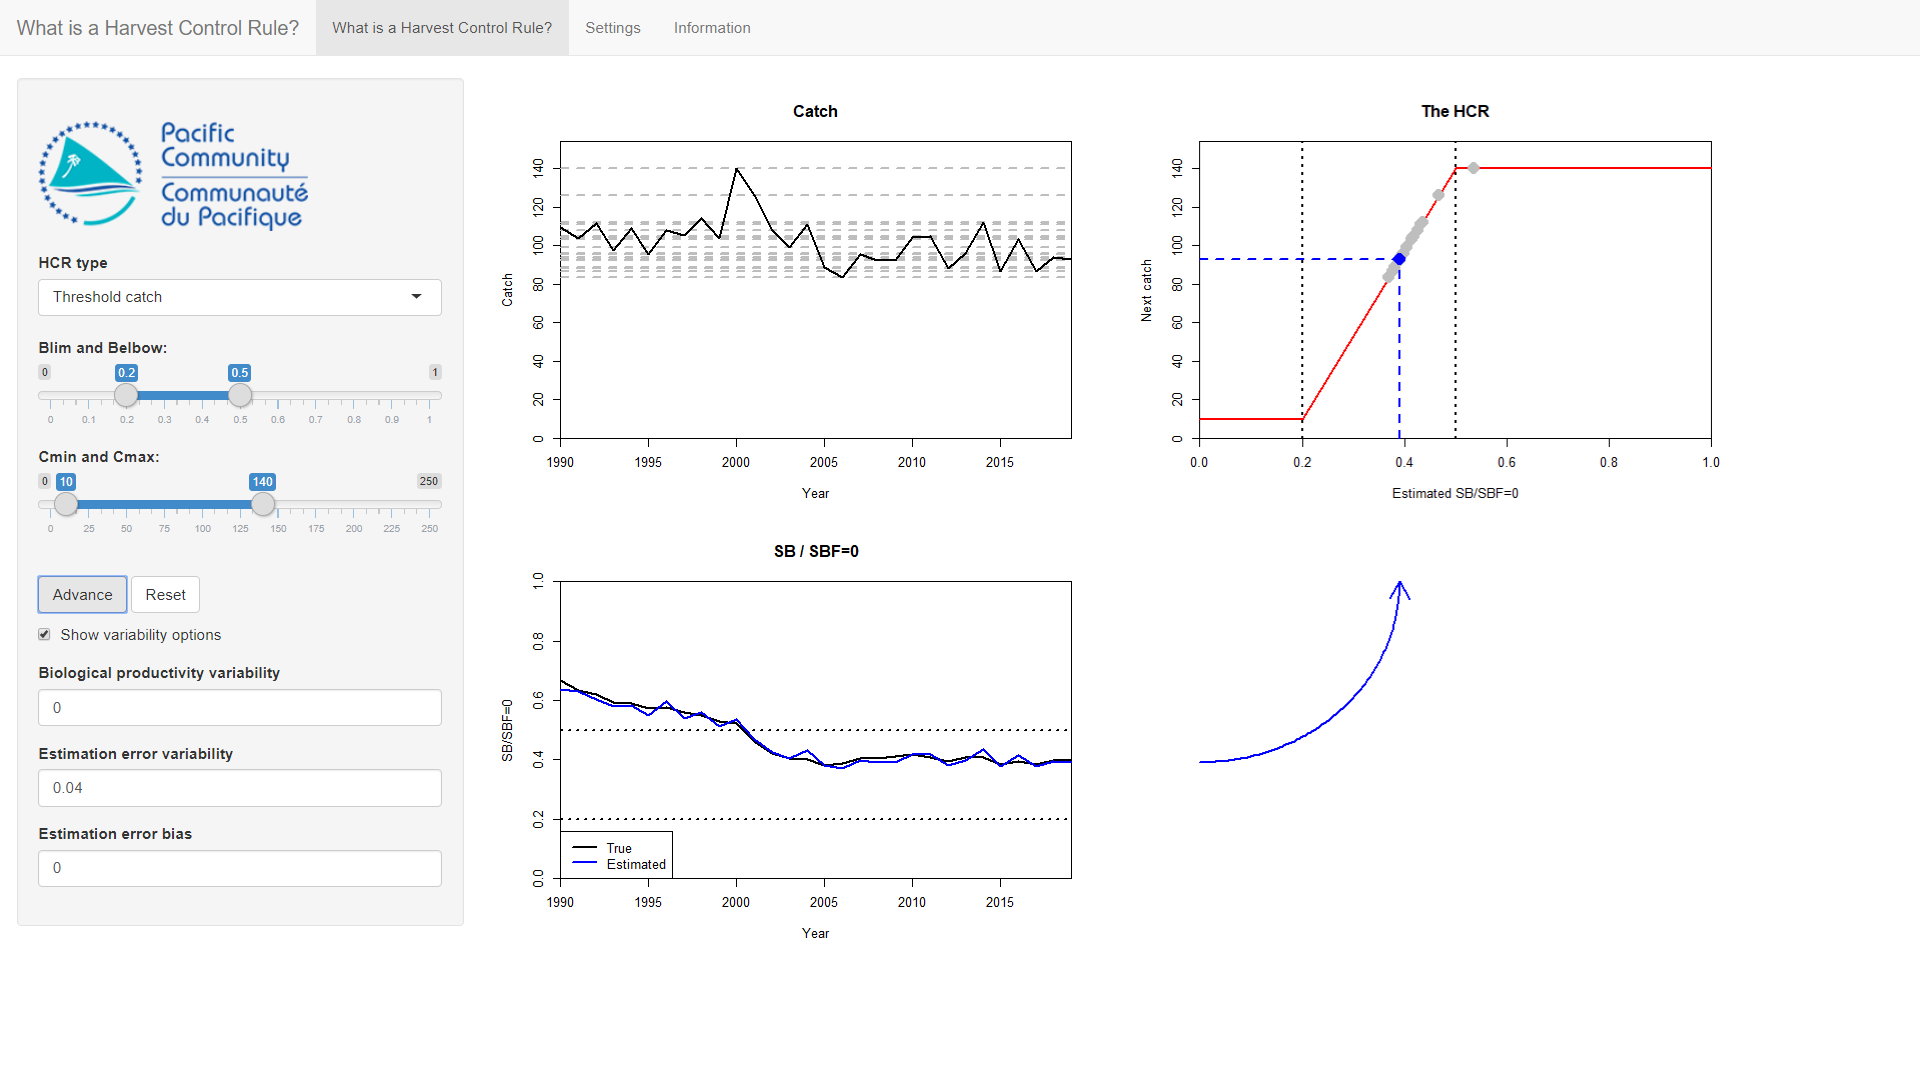 What is a Harvest Control Rule?
What is a Harvest Control Rule?
Settings
Information
Pacific
Community
Communauté
du Pacifique
HCR type
Threshold catch
Blim and Belbow:
0 0.2 0.5 1
0 0.1 0.2 0.3 0.4 0.5 0.6 0.7 0.8 0.9 1
Cmin and Cmax:
0 10 140 250
0 25 50 75 100 125 150 175 200 225 250
Advance
Reset
Show variability options
Biological productivity variability
0
Estimation error variability
0.04
Estimation error bias
0
Catch
Catch
0 20 40 60 80 100 120 140
1990 1995 2000 2005 2010 2015
Year
The HCR
Next catch
0 20 40 60 80 100 120 140
0.0 0.2 0.4 0.6 0.8 1.0
Estimated SB/SBF=0
SB / SBF=0
SB/SBF=0
0.0 0.2 0.4 0.6 0.8 1.0
True
Estimated
1990 1995 2000 2005 2010 2015
Year